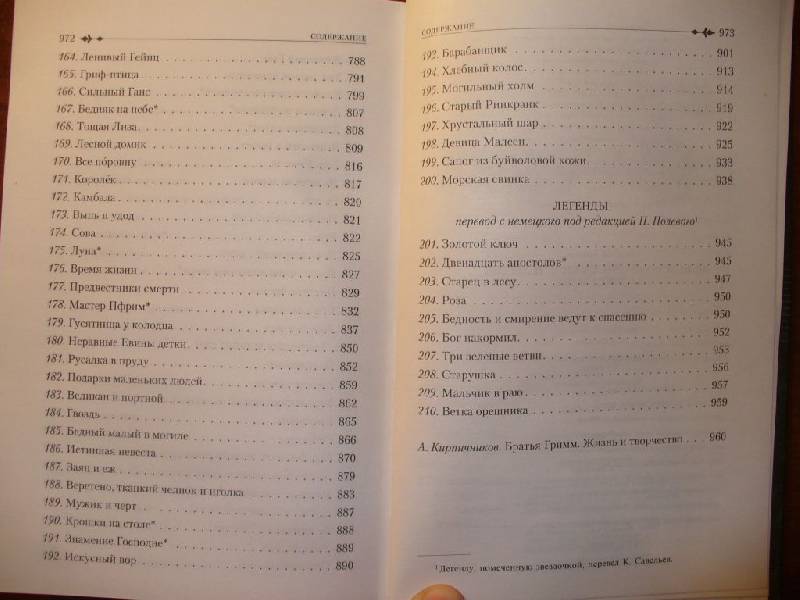 972 СОДЕРЖАНИЕ
164. Ленивый Гейнц 788
165. Гриф-птица 791
166. Сильный Ганс 799
167. Бедняк на небе* 807
168. Тощая Лиза 808
169. Лесной домик 809
170. Все поровну 816
171. Королёк 817
172. Камбала 820
173. Выпь и удод 821
174. Сова 822
175. Луна* 825
176. Время жизни 827
177. Предвестники смерти 829
178. Мастер Пфрим* 832
179. Гусятница у колодца 837
180. Неравные Евины детки 850
181. Русалка в пруду 852
182. Подарки маленьких людей 859
183. Великан и портной 862
184. Гвоздь 865
185. Бедный малый в могиле 866
186. Истинная невеста 870
187. Заяц и еж 879
188. Веретено, ткацкий челнок и иголка 883
189. Мужик и черт 887
190. Крошки на столе* 888
191. Знамение Господне* 889
192. Искусный вор 890
СОДЕРЖАНИЕ 973
193. Барабанщик 901
194. Хлебный колос 913
195. Могильный холм 914
196. Старый Ринкранк 919
197. Хрустальный шар 922
198. Девица Малеен 925
199. Сапог из буйволовой кожи 933
200. Морская свинка 938
ЛЕГЕНДЫ
перевод с немецкого под редакцией П. Полевого¹
201. Золотой ключ 945
202. Двенадцать апостолов* 945
203. Старец в лесу 947
204. Роза 950
205. Бедность и смирение ведут к спасению 950
206. Бог накормил 952
207. Три зеленые ветви 953
208. Старушка 956
209. Мальчик в раю 957
210. Ветка орешника 959
А. Кирпичников. Братья Гримм. Жизнь и творчество 960
¹ Легенду, помеченную звездочкой, перевел К. Савельев.